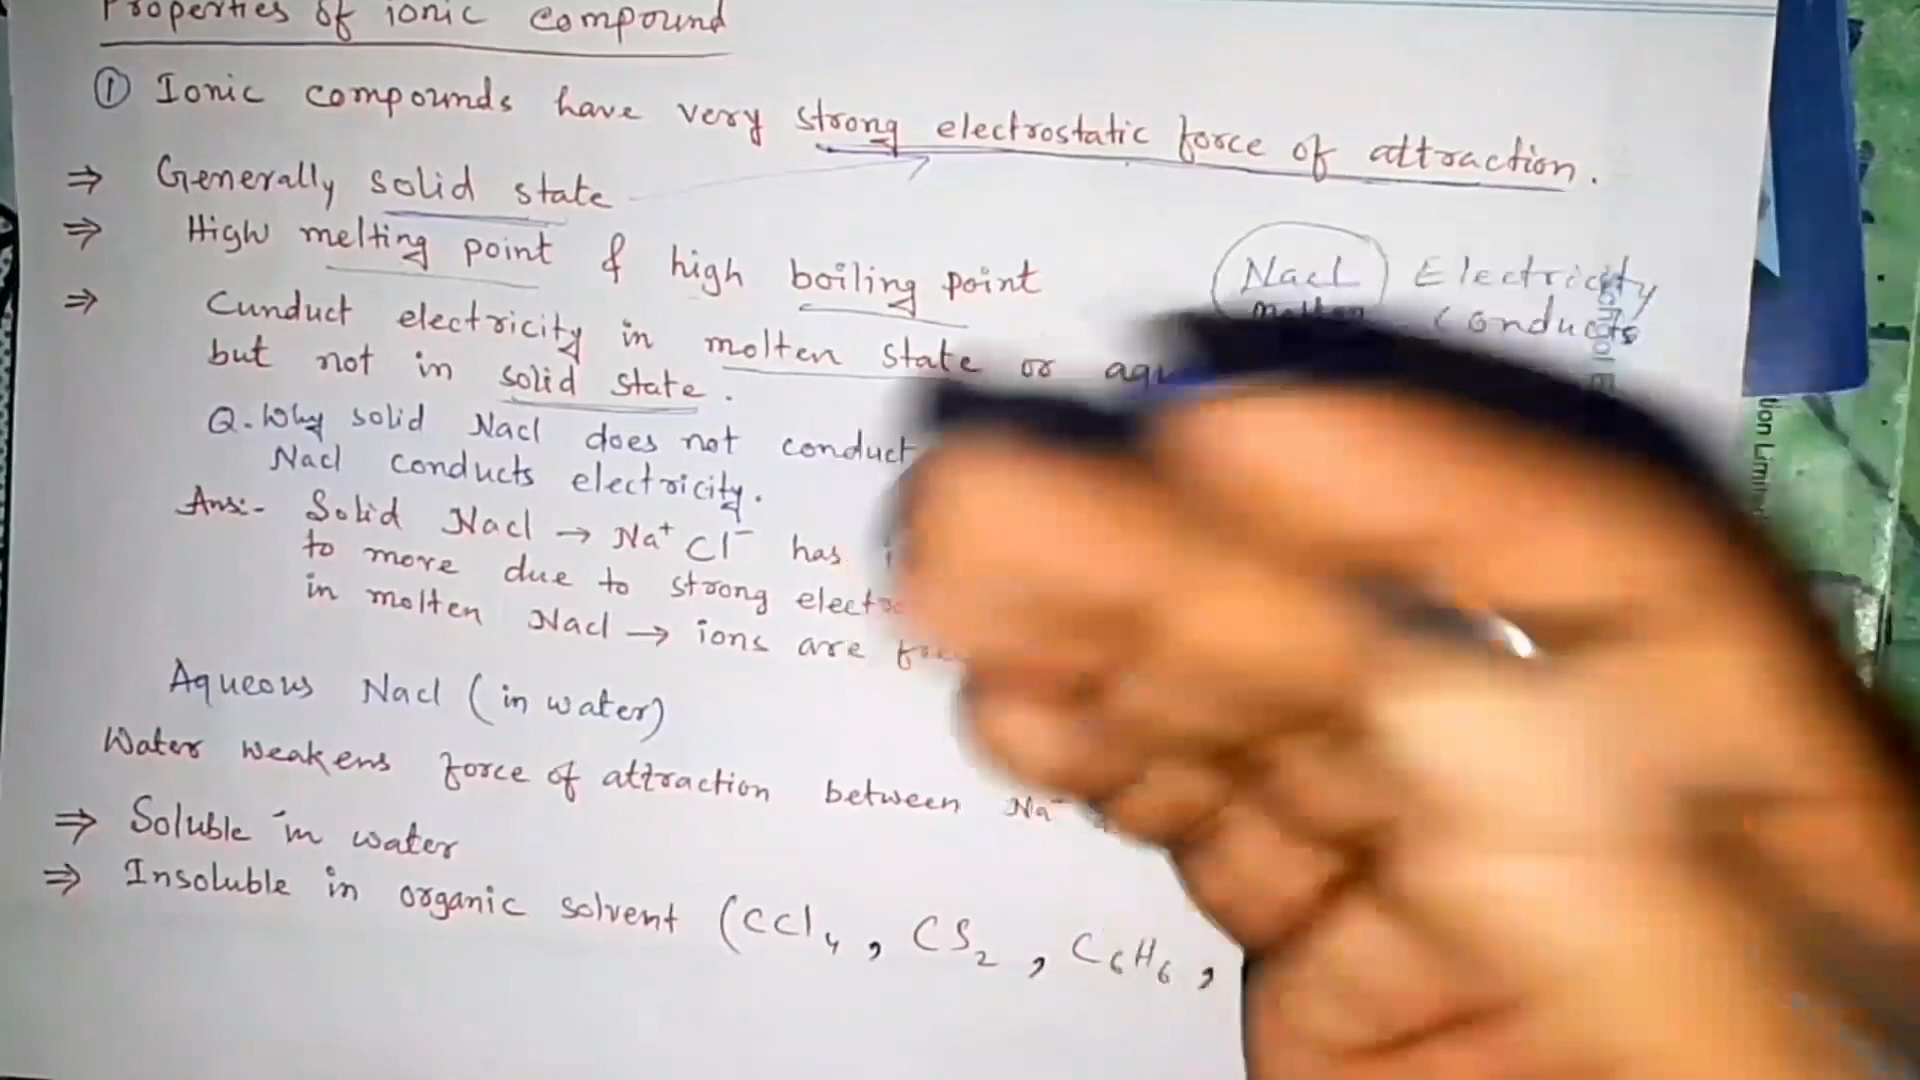 Properties of ionic compound
① Ionic compounds have very strong electrostatic force of attraction.
⇒ Generally solid state
⇒ High melting point & high boiling point
⇒ Cunduct electricity in molten state or
but not in solid state.
Q. Why solid Nacl does not conduct
Nacl conducts electricity.
Ans:- Solid Nacl → Na⁺ Cl⁻ has
to more due to strong
in molten Nacl → ions are
Aqueous Nacl (in water)
Water weakens force of attraction between Na
⇒ Soluble in water
⇒ Insoluble in organic solvent (CCl₄, CS₂, C₆H₆,
Nacl Electricity
conducts
tion Limi